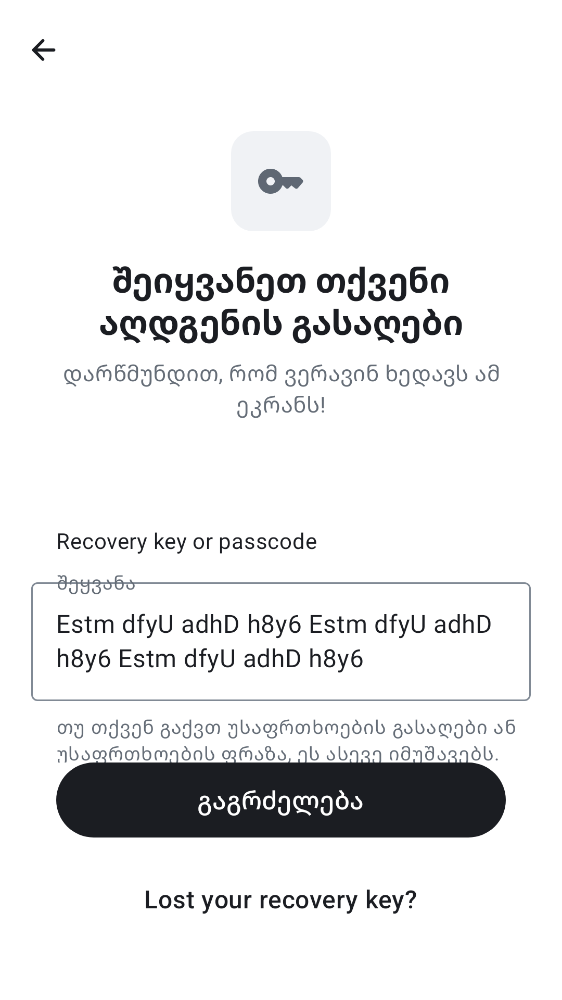 შეიყვანეთ თქვენი
აღდგენის გასაღები
დარწმუნდით, რომ ვერავინ ხედავს ამ
ეკრანს!
Recovery key or passcode
შეყვანა
Estm dfyU adhD h8y6 Estm dfyU adhD
h8y6 Estm dfyU adhD h8y6
თუ თქვენ გაქვთ უსაფრთხოების გასაღები ან
უსაფრთხოების ფრაზა, ეს ასევე იმუშავებს.
გაგრძელება
Lost your recovery key?